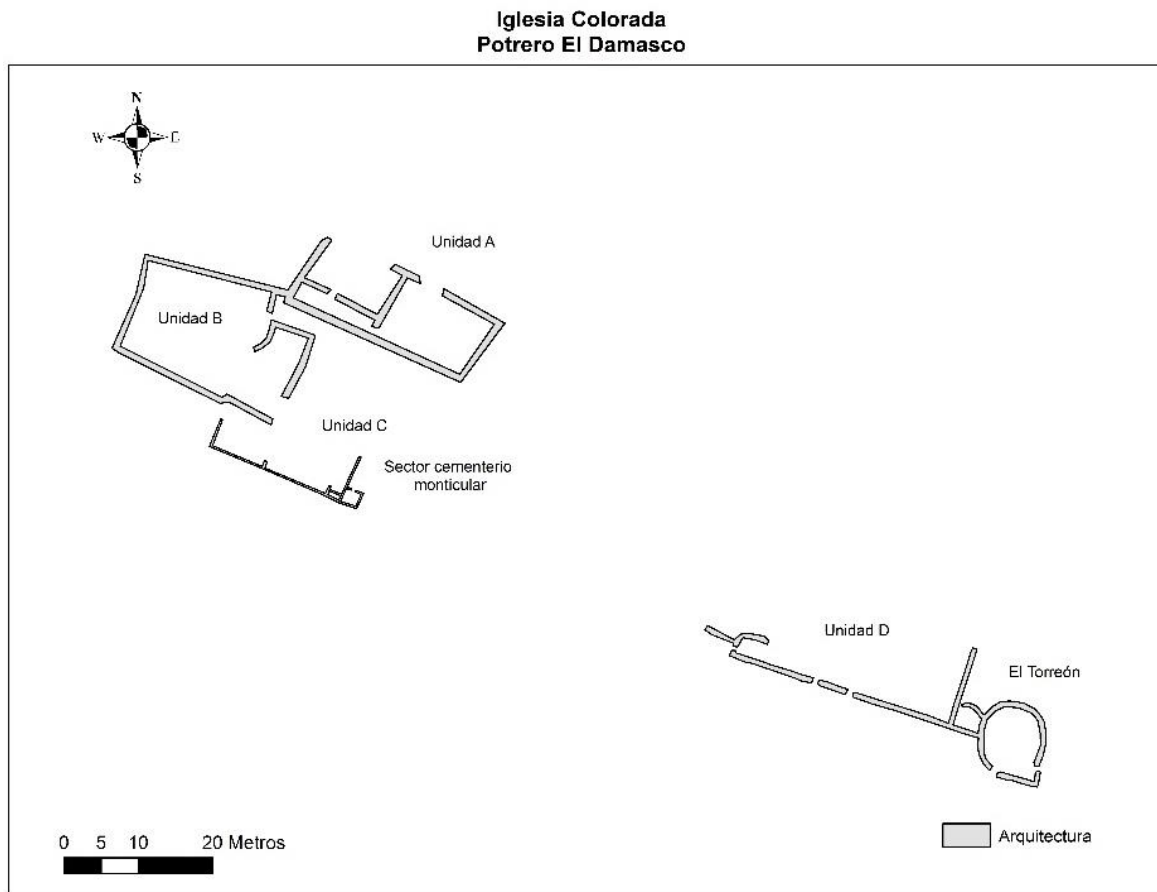 Iglesia Colorada
Potrero El Damasco
N
W E
S
Unidad A
Unidad B
Unidad C
Sector cementerio
monticular
Unidad D
El Torreón
0 5 10 20 Metros
Arquitectura